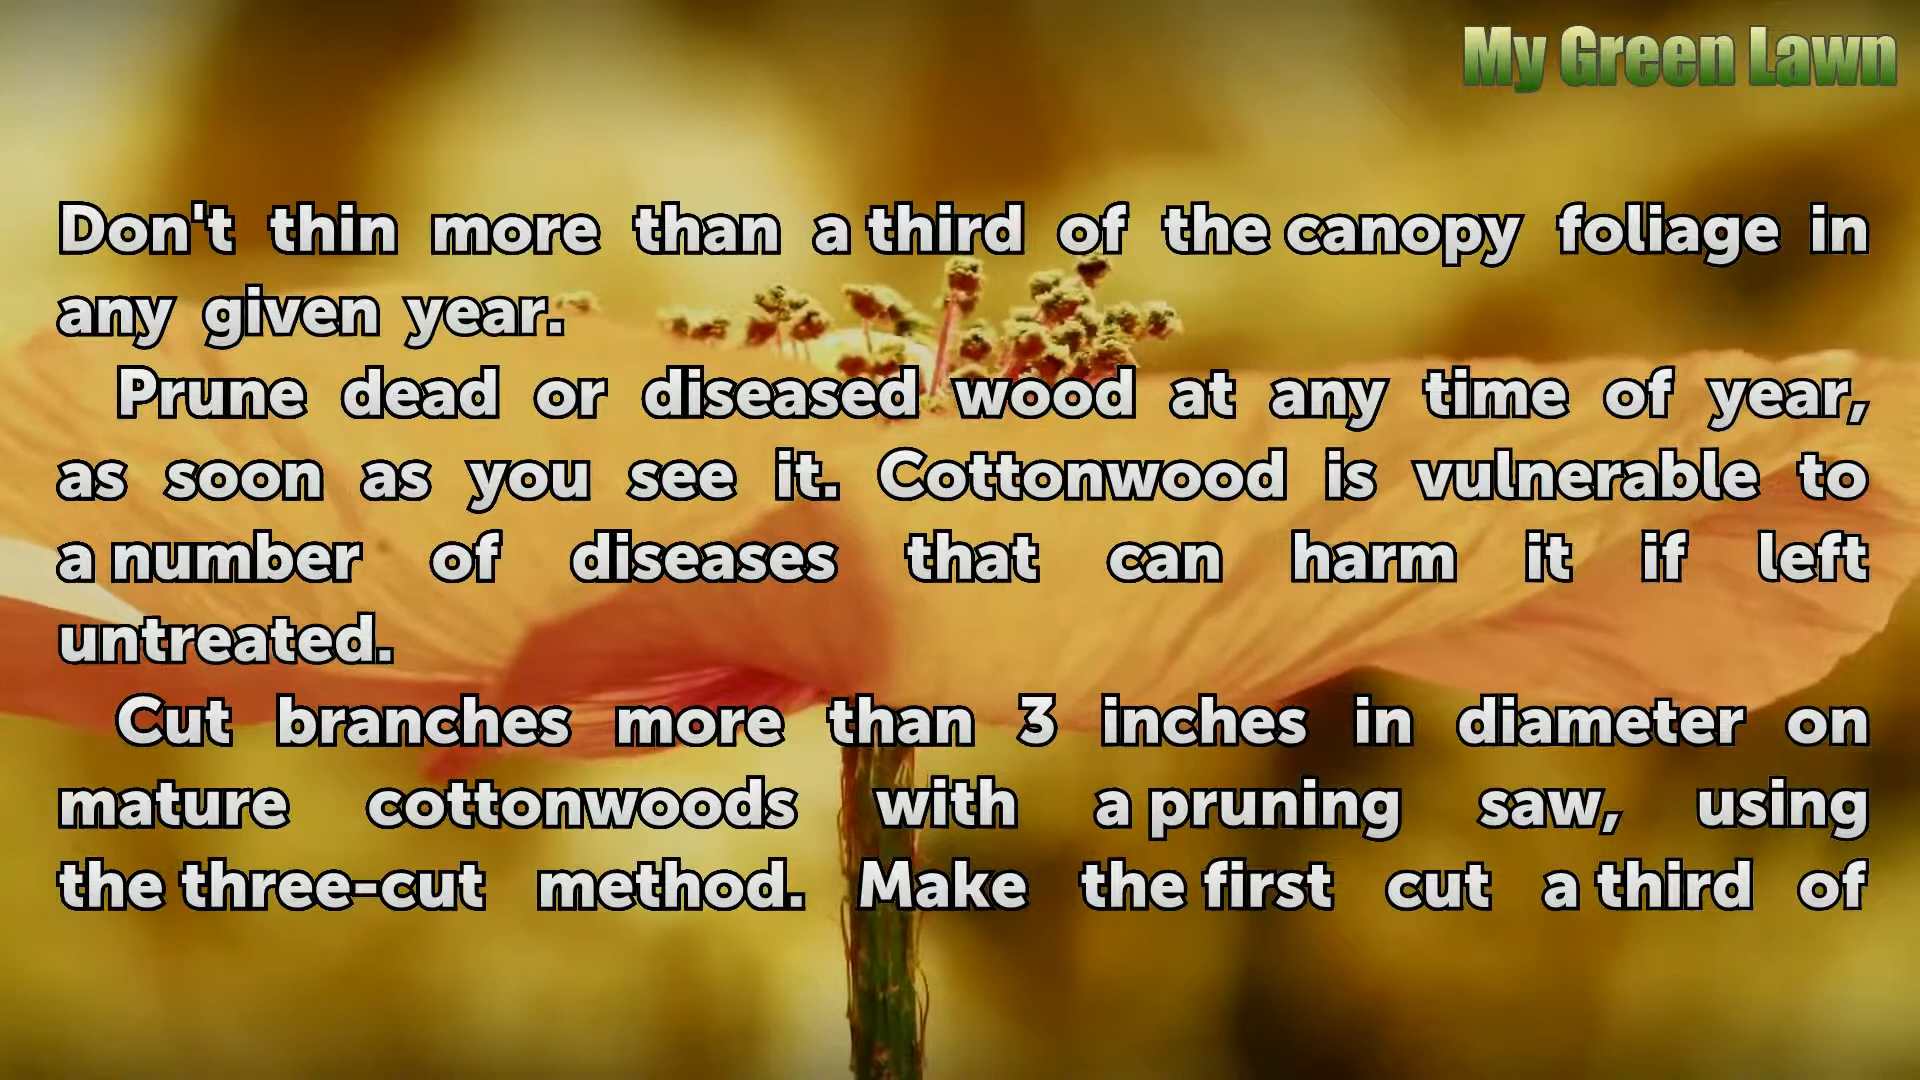 My Green Lawn
Don't thin more than a third of the canopy foliage in
any given year.
Prune dead or diseased wood at any time of year,
as soon as you see it. Cottonwood is vulnerable to
a number of diseases that can harm it if left
untreated.
Cut branches more than 3 inches in diameter on
mature cottonwoods with a pruning saw, using
the three-cut method. Make the first cut a third of